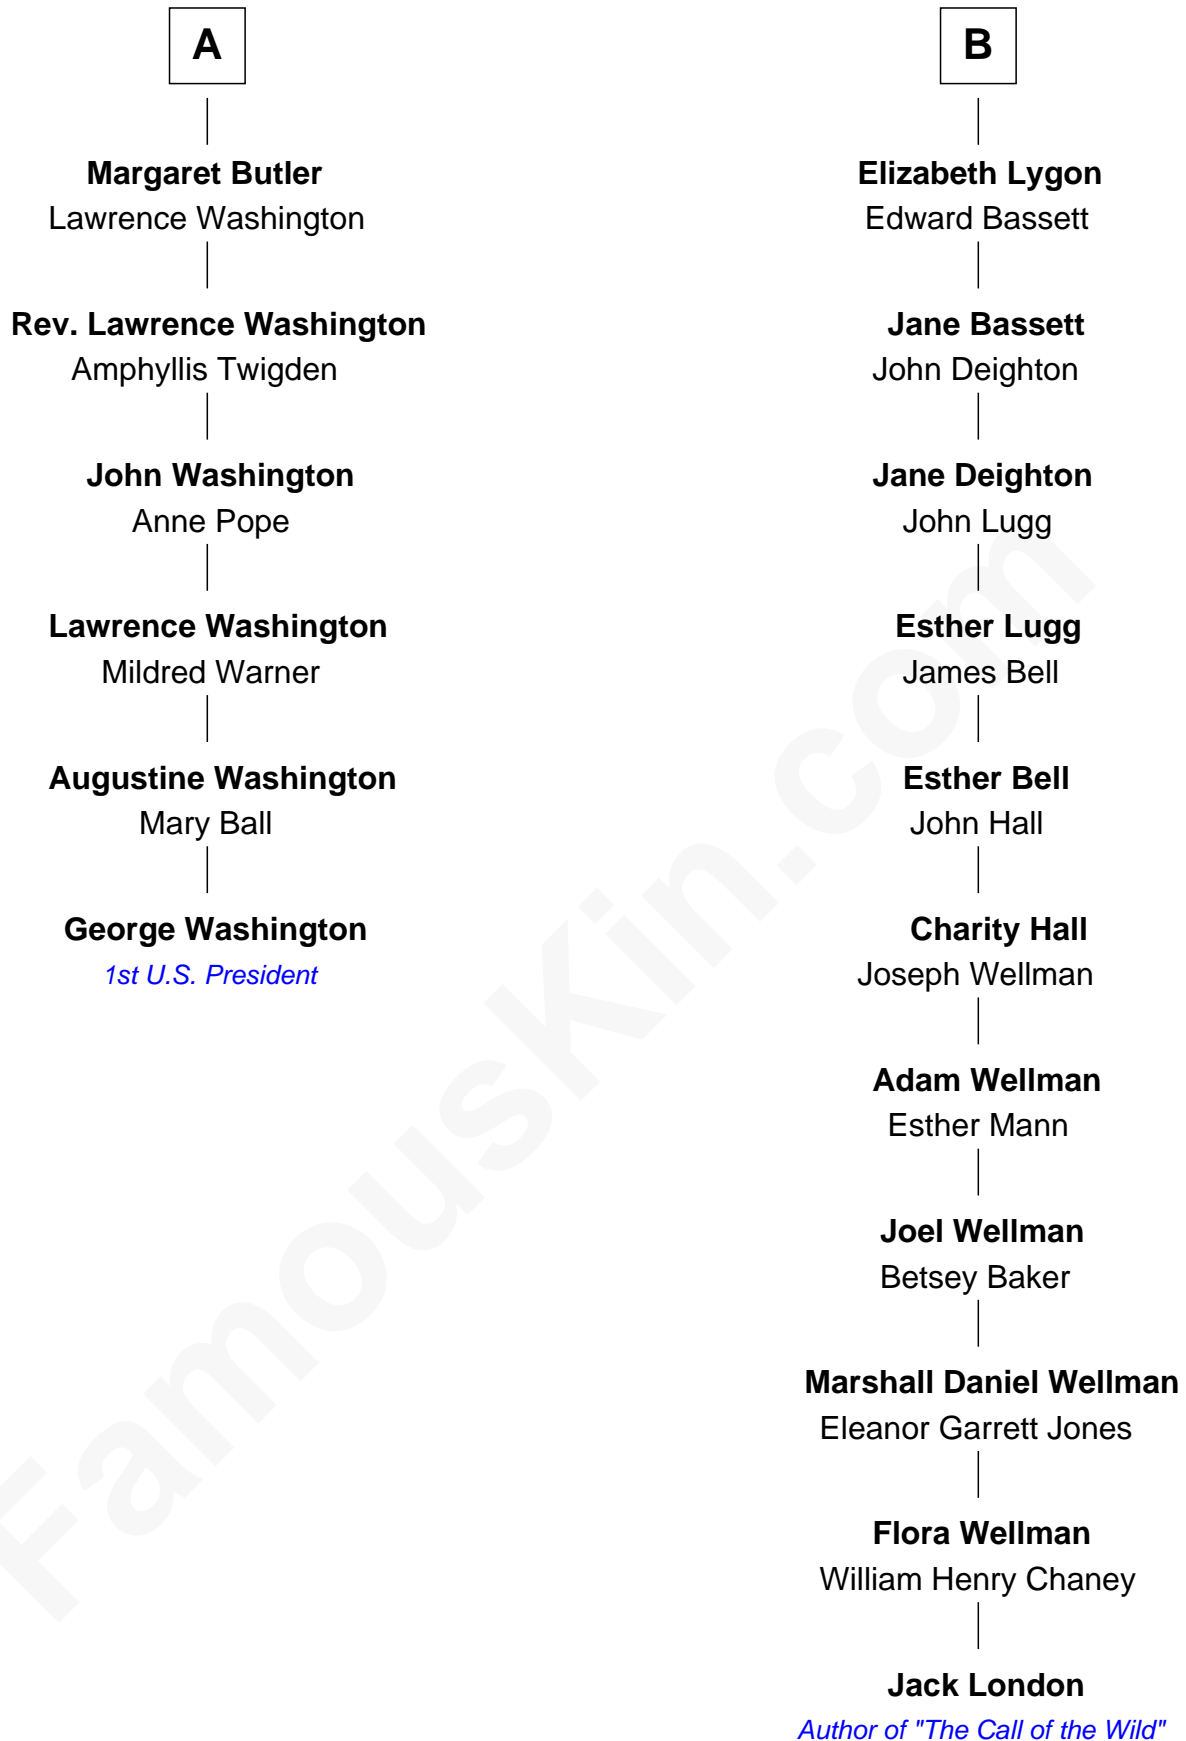 A
Margaret Butler
Lawrence Washington
Rev. Lawrence Washington
Amphyllis Twigden
John Washington
Anne Pope
Lawrence Washington
Mildred Warner
Augustine Washington
Mary Ball
George Washington
1st U.S. President
B
Elizabeth Lygon
Edward Bassett
Jane Bassett
John Deighton
Jane Deighton
John Lugg
Esther Lugg
James Bell
Esther Bell
John Hall
Charity Hall
Joseph Wellman
Adam Wellman
Esther Mann
Joel Wellman
Betsey Baker
Marshall Daniel Wellman
Eleanor Garrett Jones
Flora Wellman
William Henry Chaney
Jack London
Author of "The Call of the Wild"
FamousKin.com